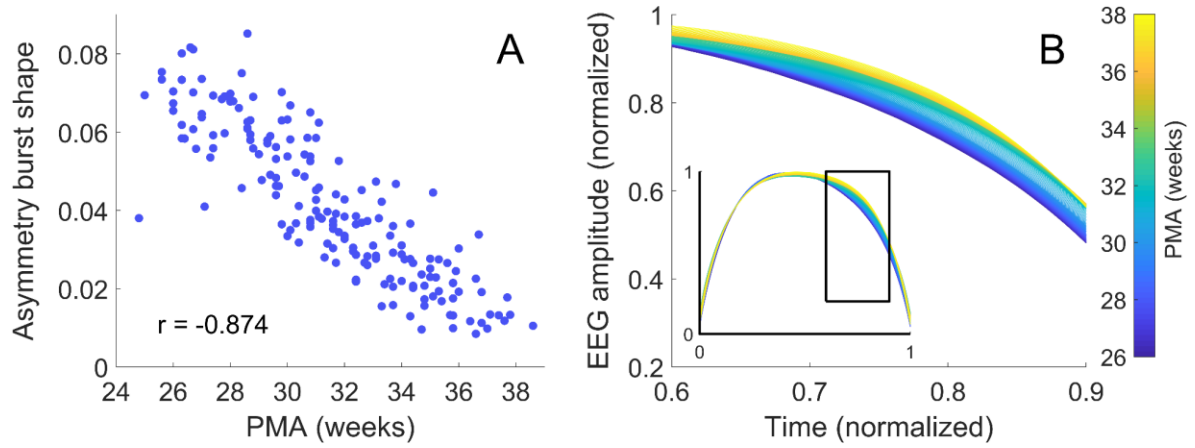 A
Asymmetry burst shape
0.08
0.06
0.04
0.02
0
r = -0.874
24 26 28 30 32 34 36 38
PMA (weeks)
B
EEG amplitude (normalized)
1
0.8
0.6
0.4
0.2
1
0
0 1
0.6 0.7 0.8 0.9
Time (normalized)
38
36
34
32
30
28
26
PMA (weeks)